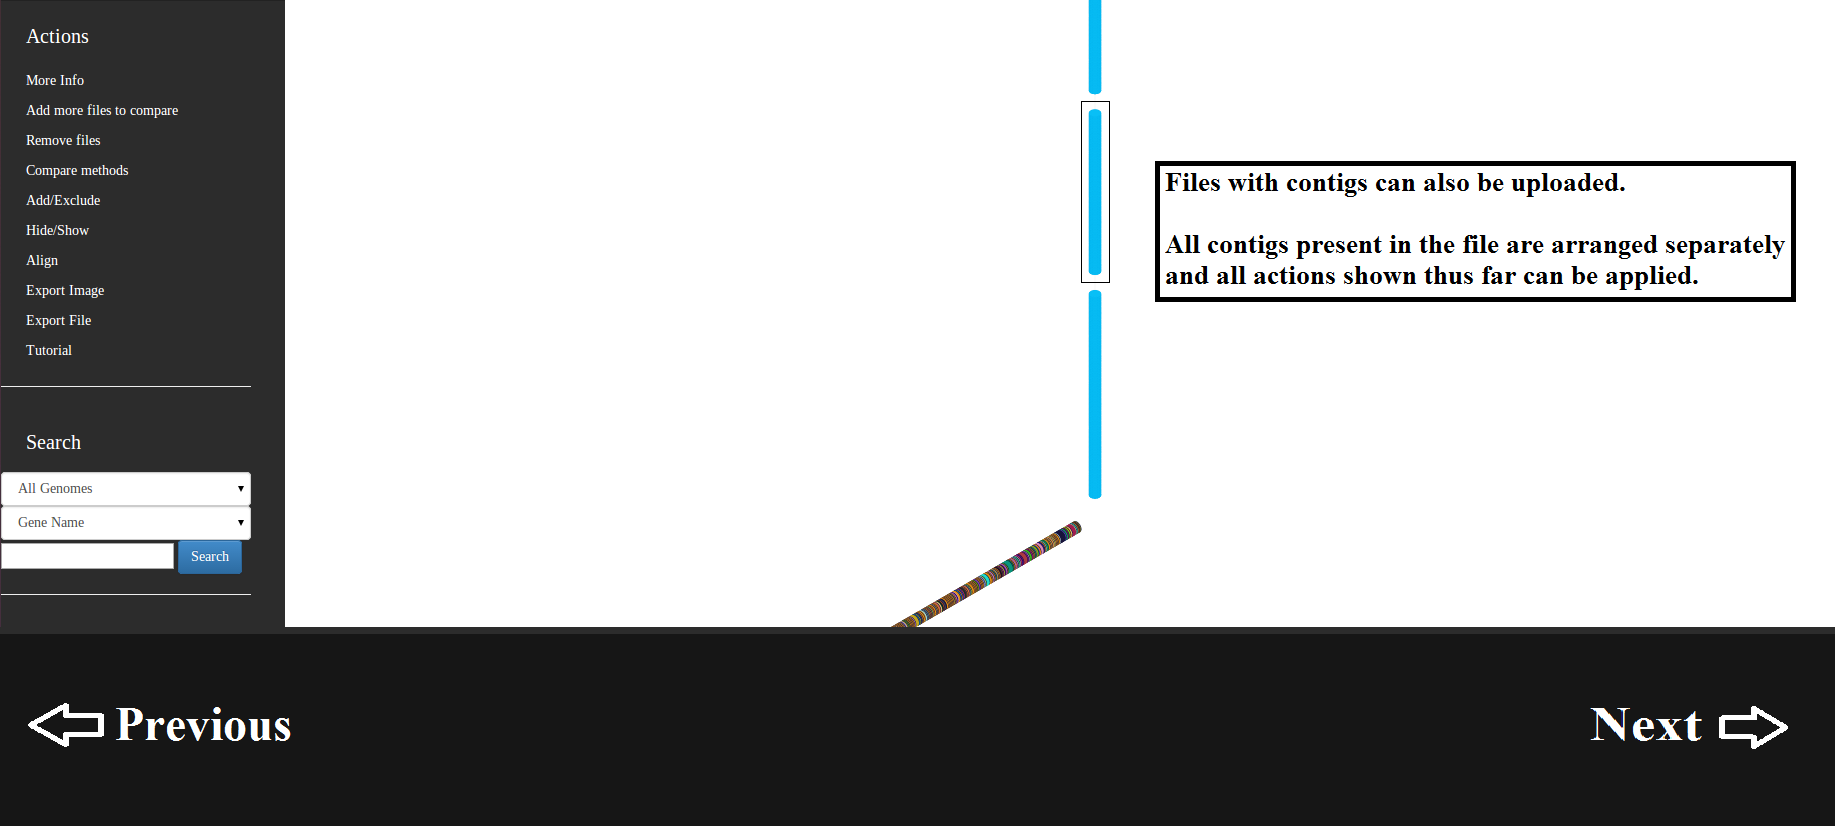 Actions
More Info
Add more files to compare
Remove files
Compare methods
Add/Exclude
Hide/Show
Align
Export Image
Export File
Tutorial
Search
All Genomes
Gene Name
Search
Files with contigs can also be uploaded.
All contigs present in the file are arranged separately
and all actions shown thus far can be applied.
Previous
Next